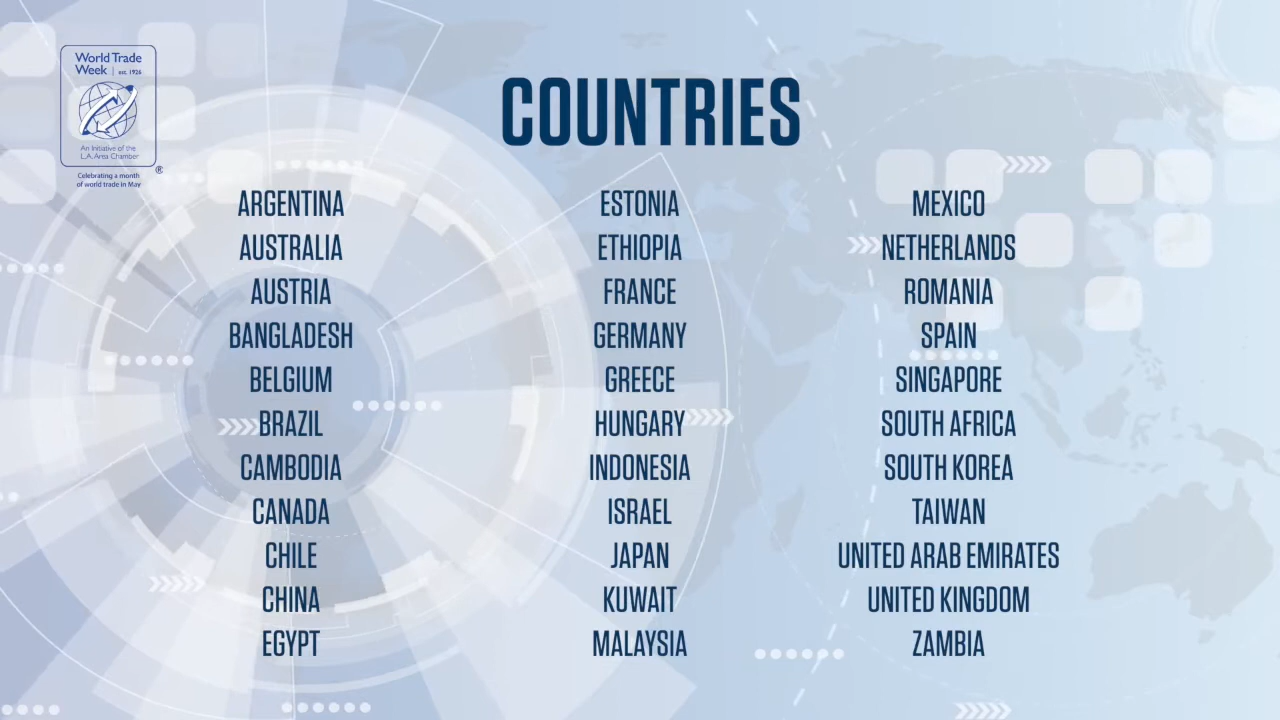 World Trade
Week | est. 1926
An Initiative of the
L.A. Area Chamber
®
Celebrating a month
of world trade in May
COUNTRIES
ARGENTINA
AUSTRALIA
AUSTRIA
BANGLADESH
BELGIUM
BRAZIL
CAMBODIA
CANADA
CHILE
CHINA
EGYPT
ESTONIA
ETHIOPIA
FRANCE
GERMANY
GREECE
HUNGARY
INDONESIA
ISRAEL
JAPAN
KUWAIT
MALAYSIA
MEXICO
NETHERLANDS
ROMANIA
SPAIN
SINGAPORE
SOUTH AFRICA
SOUTH KOREA
TAIWAN
UNITED ARAB EMIRATES
UNITED KINGDOM
ZAMBIA